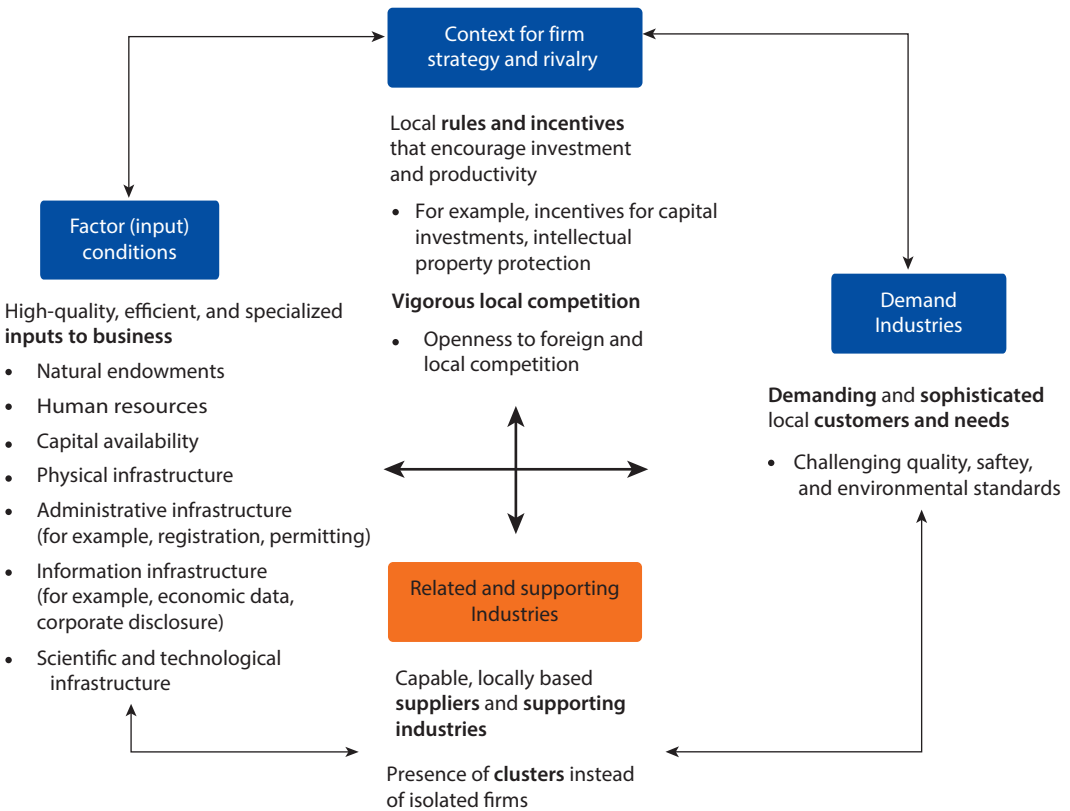 Context for firm
strategy and rivalry
Local rules and incentives
that encourage investment
and productivity
• For example, incentives for capital
investments, intellectual
property protection
Vigorous local competition
• Openness to foreign and
local competition
Factor (input)
conditions
High-quality, efficient, and specialized
inputs to business
• Natural endowments
• Human resources
• Capital availability
• Physical infrastructure
• Administrative infrastructure
(for example, registration, permitting)
• Information infrastructure
(for example, economic data,
corporate disclosure)
• Scientific and technological
infrastructure
Demand
Industries
Demanding and sophisticated
local customers and needs
• Challenging quality, saftey,
and environmental standards
Related and supporting
Industries
Capable, locally based
suppliers and supporting
industries
Presence of clusters instead
of isolated firms